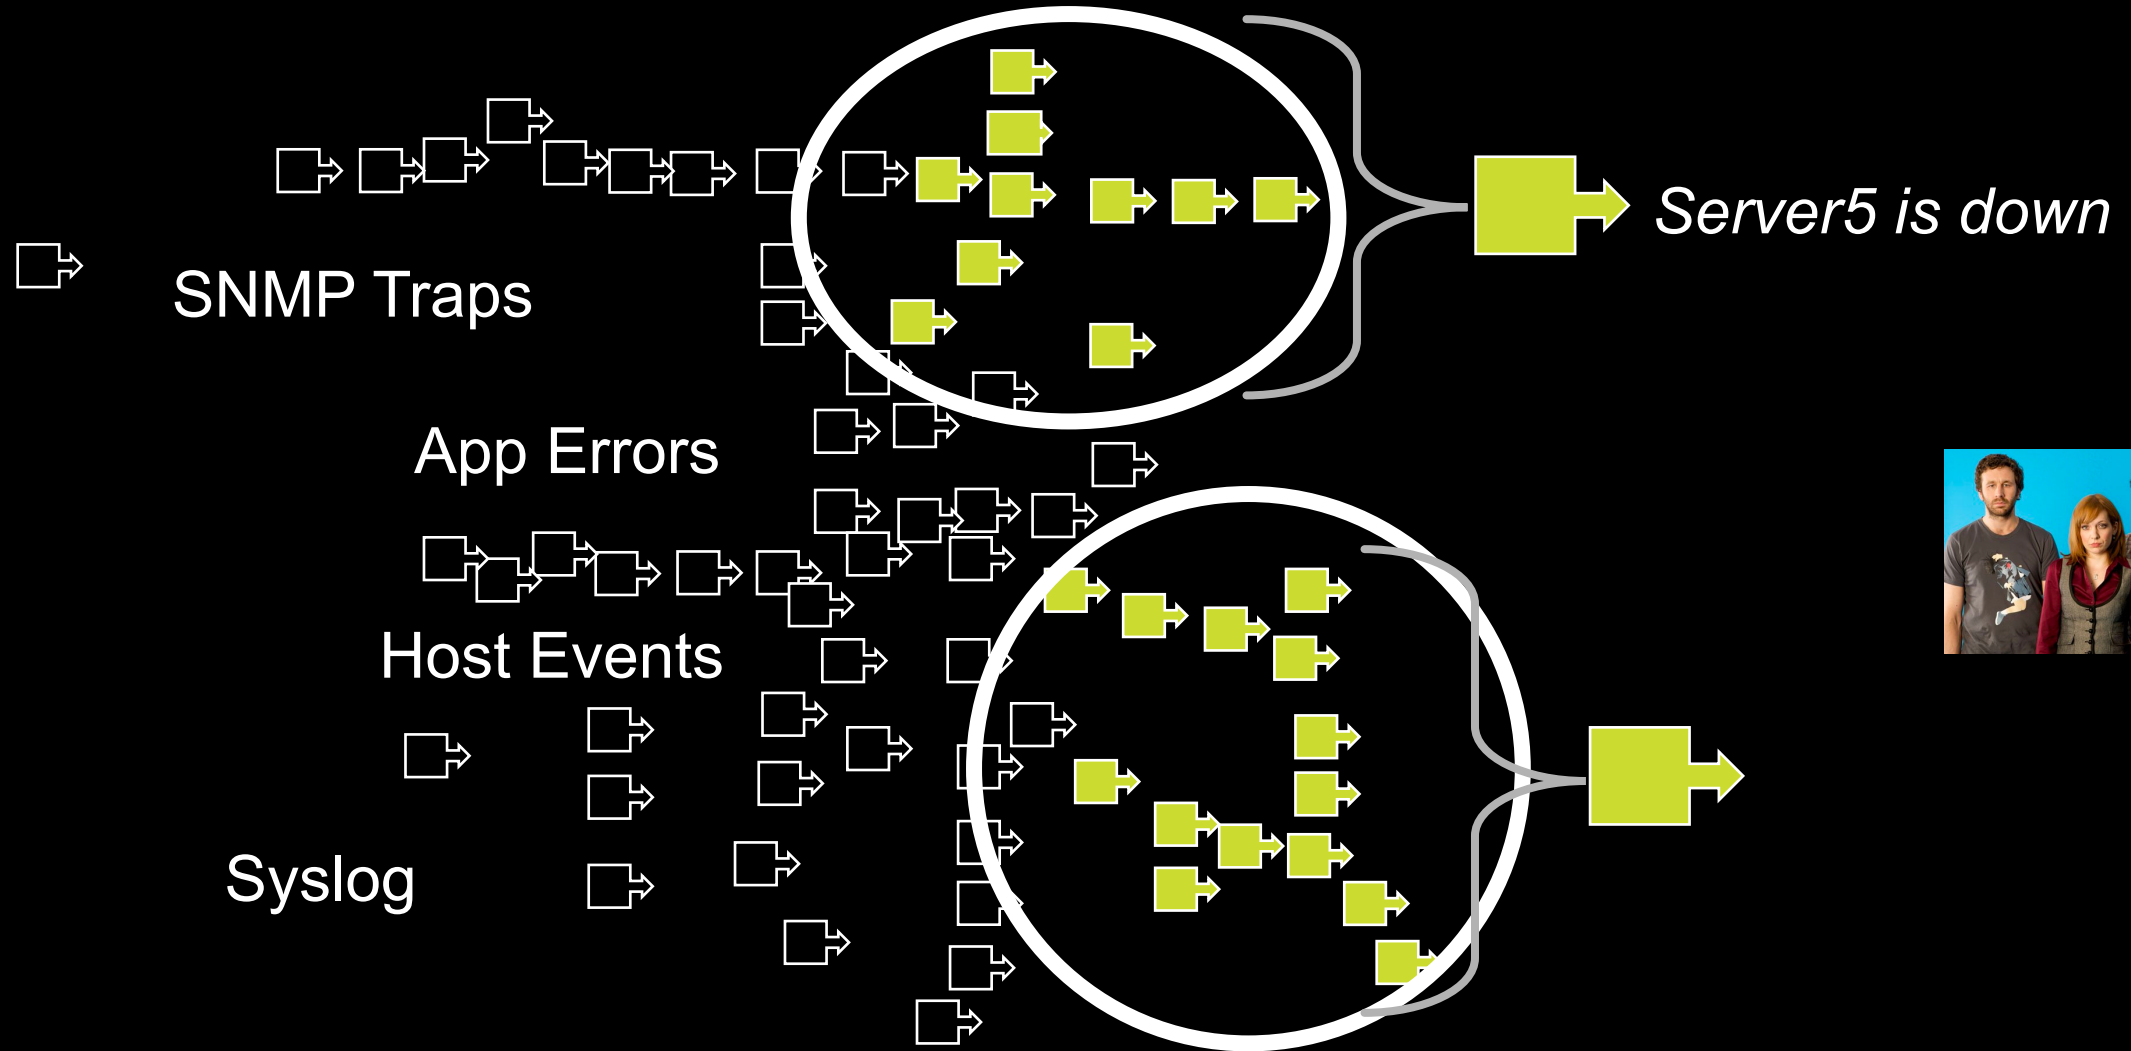 Server5 is down
SNMP Traps
App Errors
Host Events
Syslog